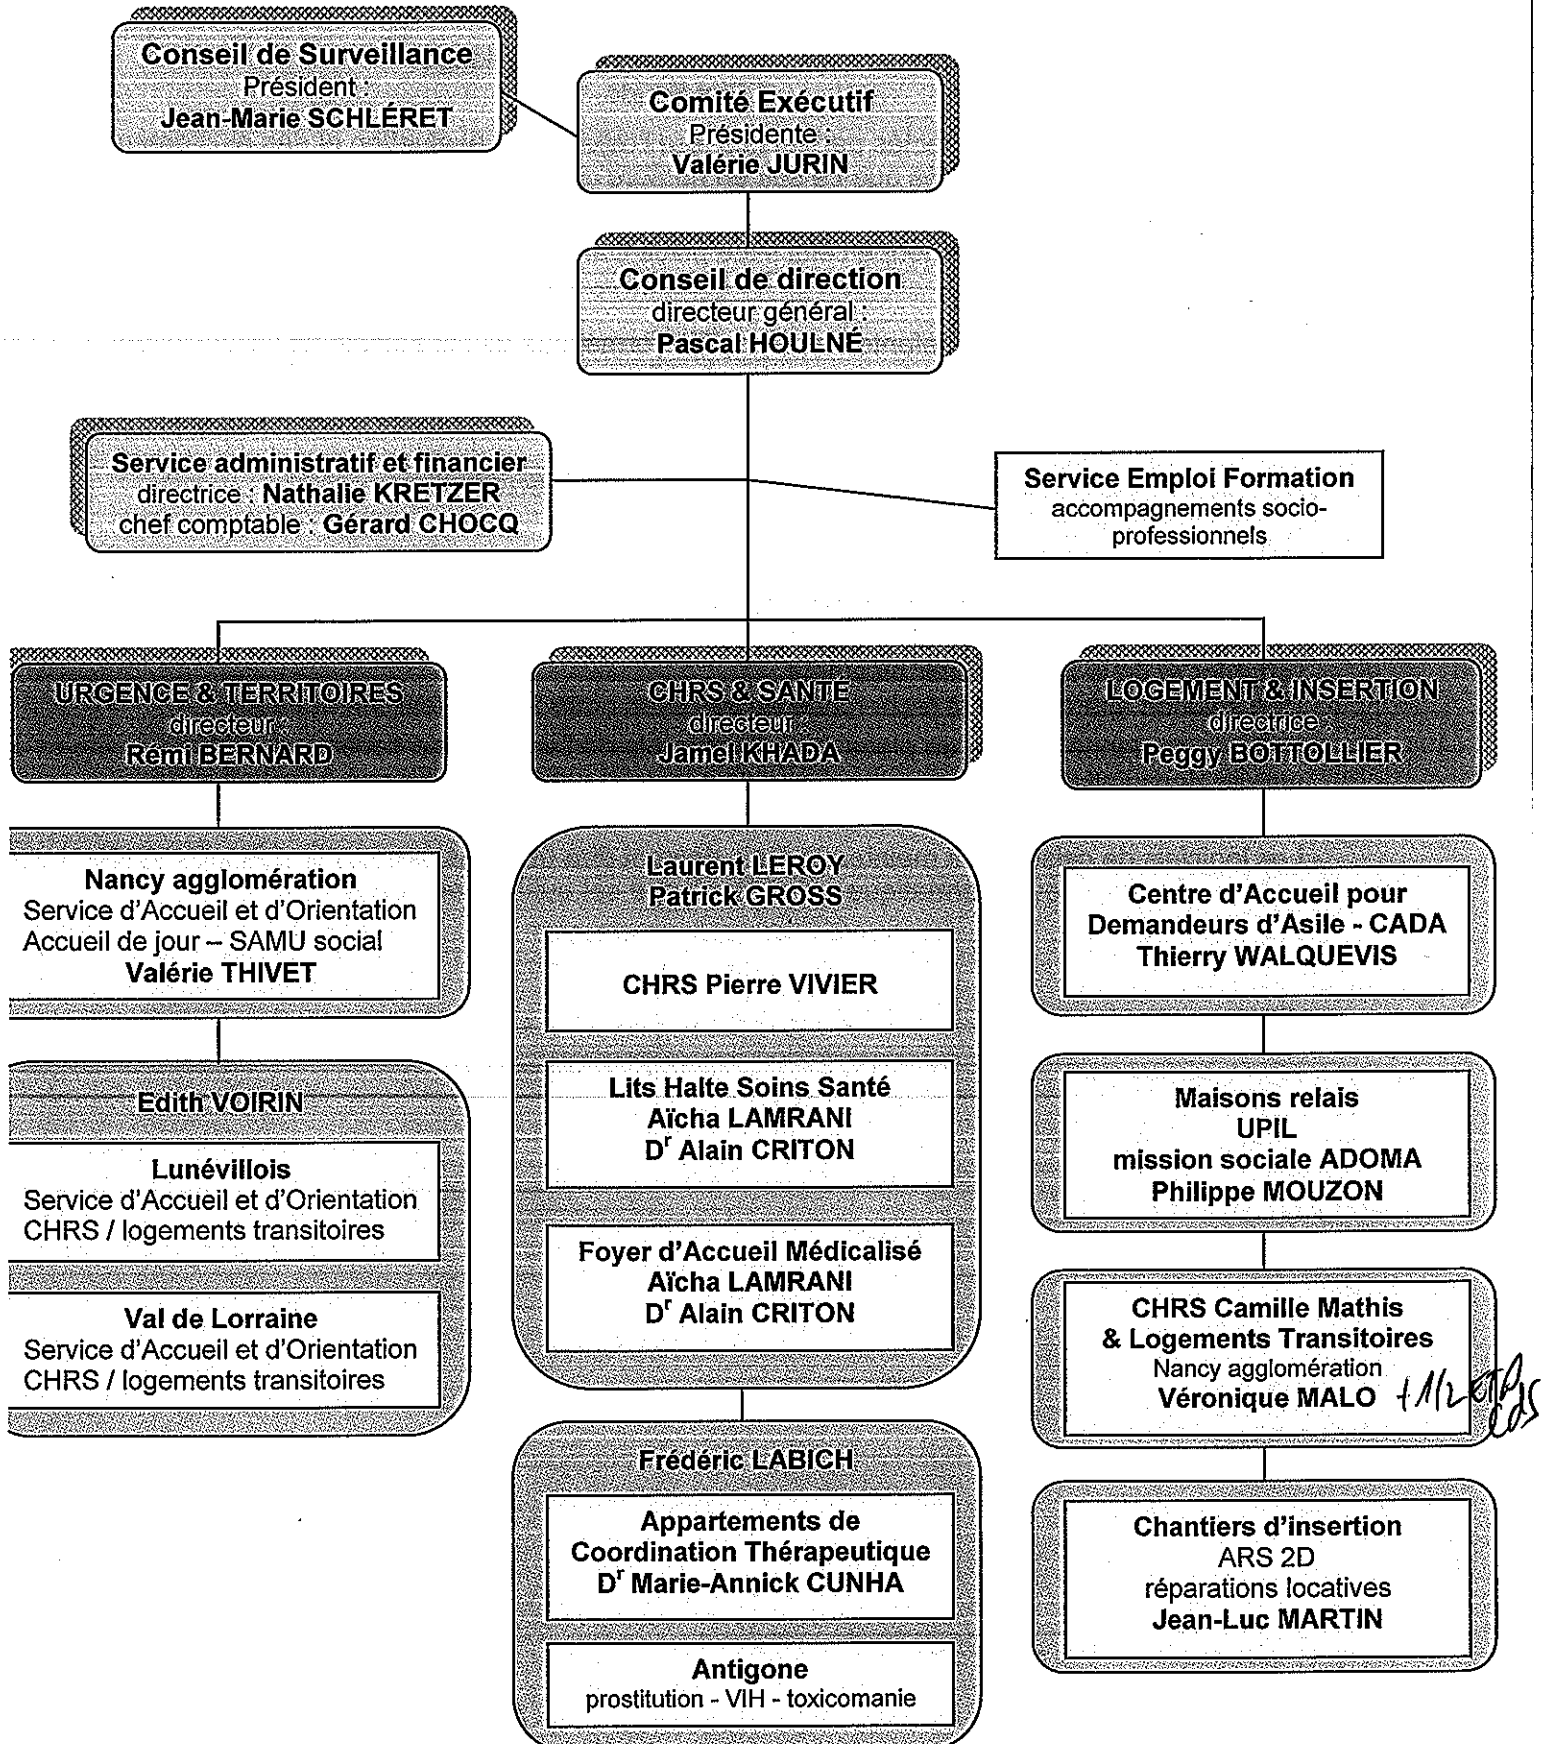 Conseil de Surveillance
Président :
Jean-Marie SCHLÉRET
Comité Exécutif
Présidente :
Valérie JURIN
Conseil de direction
directeur général :
Pascal HOULNÉ
Service administratif et financier
directrice : Nathalie KRETZER
chef comptable : Gérard CHOCQ
Service Emploi Formation
accompagnements socio-
professionnels
URGENCE & TERRITOIRES
directeur :
Rémi BERNARD
Nancy agglomération
Service d'Accueil et d'Orientation
Accueil de jour – SAMU social
Valérie THIVET
Edith VOIRIN
Lunévillois
Service d'Accueil et d'Orientation
CHRS / logements transitoires
Val de Lorraine
Service d'Accueil et d'Orientation
CHRS / logements transitoires
CHRS & SANTÉ
directeur :
Jamel KHADA
Laurent LEROY
Patrick GROSS
CHRS Pierre VIVIER
Lits Halte Soins Santé
Aïcha LAMRANI
Dr Alain CRITON
Foyer d'Accueil Médicalisé
Aïcha LAMRANI
Dr Alain CRITON
Frédéric LABICH
Appartements de
Coordination Thérapeutique
Dr Marie-Annick CUNHA
Antigone
prostitution - VIH - toxicomanie
LOGEMENT & INSERTION
directrice :
Peggy BOTTOLLIER
Centre d'Accueil pour
Demandeurs d'Asile - CADA
Thierry WALQUEVIS
Maisons relais
UPIL
mission sociale ADOMA
Philippe MOUZON
CHRS Camille Mathis
& Logements Transitoires
Nancy agglomération
Véronique MALO + 1/2 ETP
CdS
Chantiers d'insertion
ARS 2D
réparations locatives
Jean-Luc MARTIN